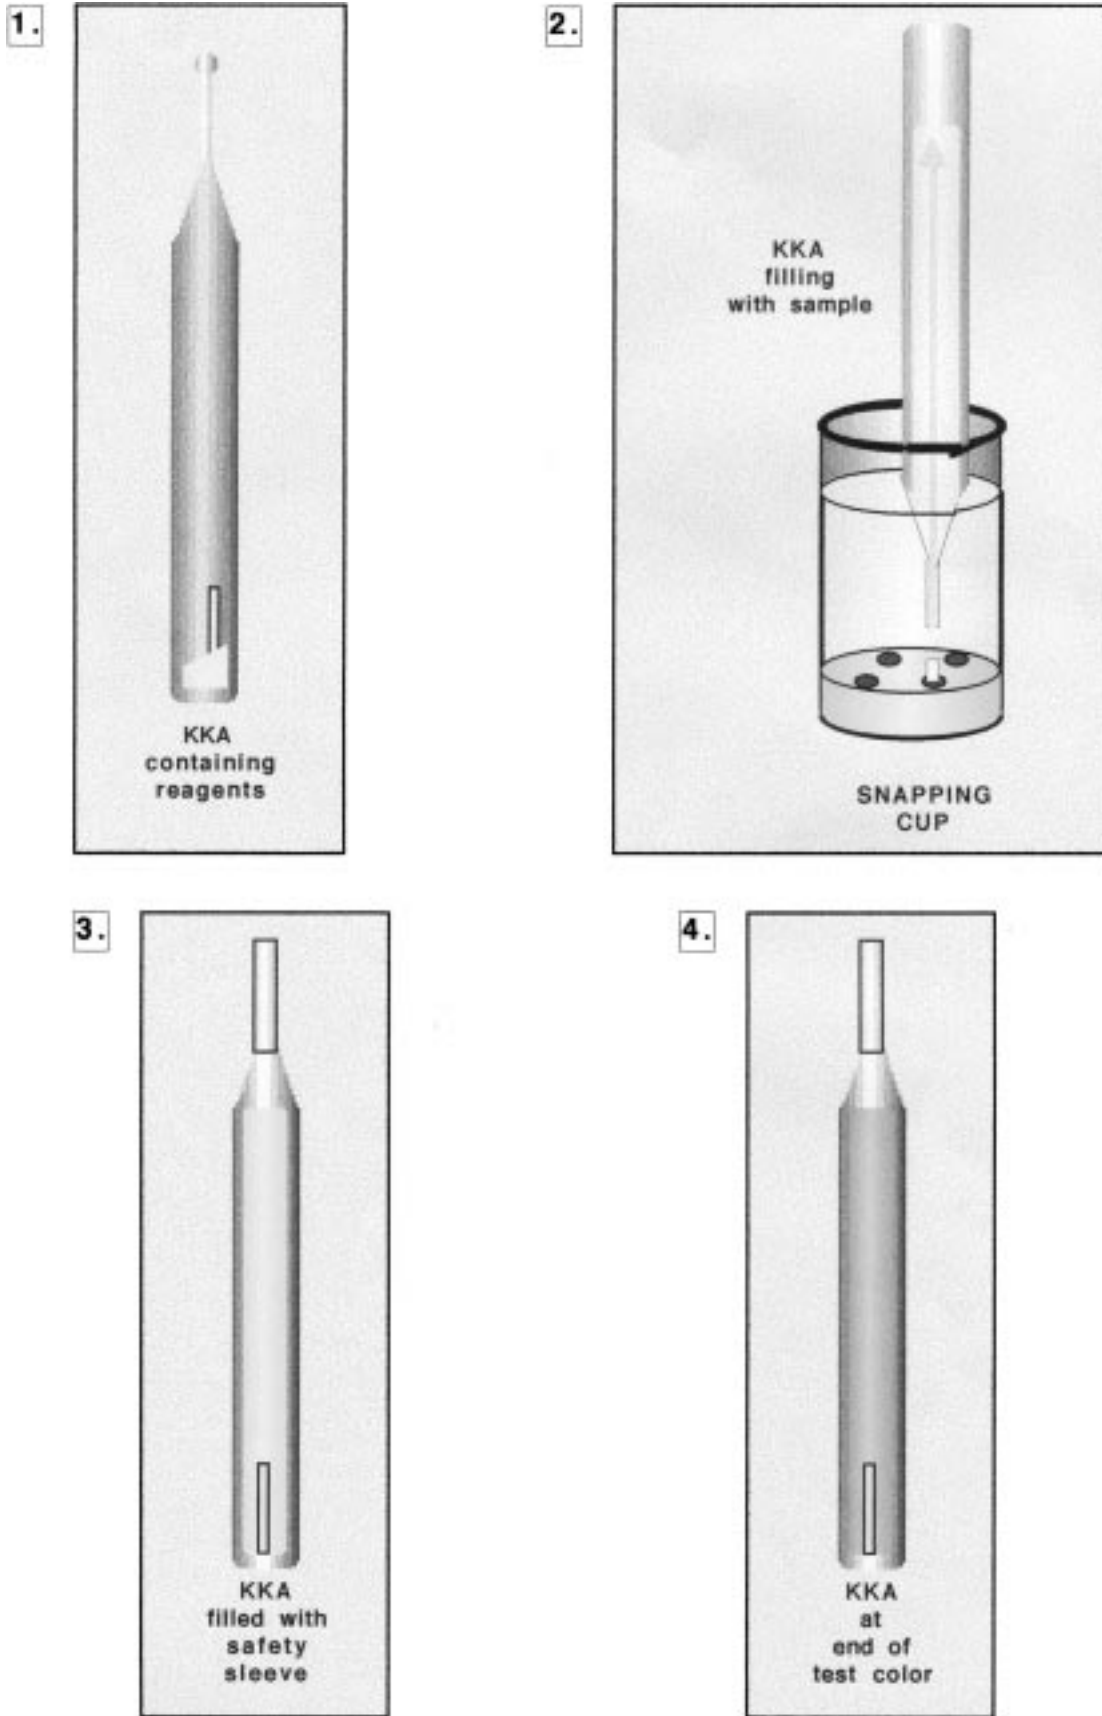 1.
KKA
containing
reagents
2.
KKA
filling
with sample
SNAPPING
CUP
3.
KKA
filled with
safety
sleeve
4.
KKA
at
end of
test color